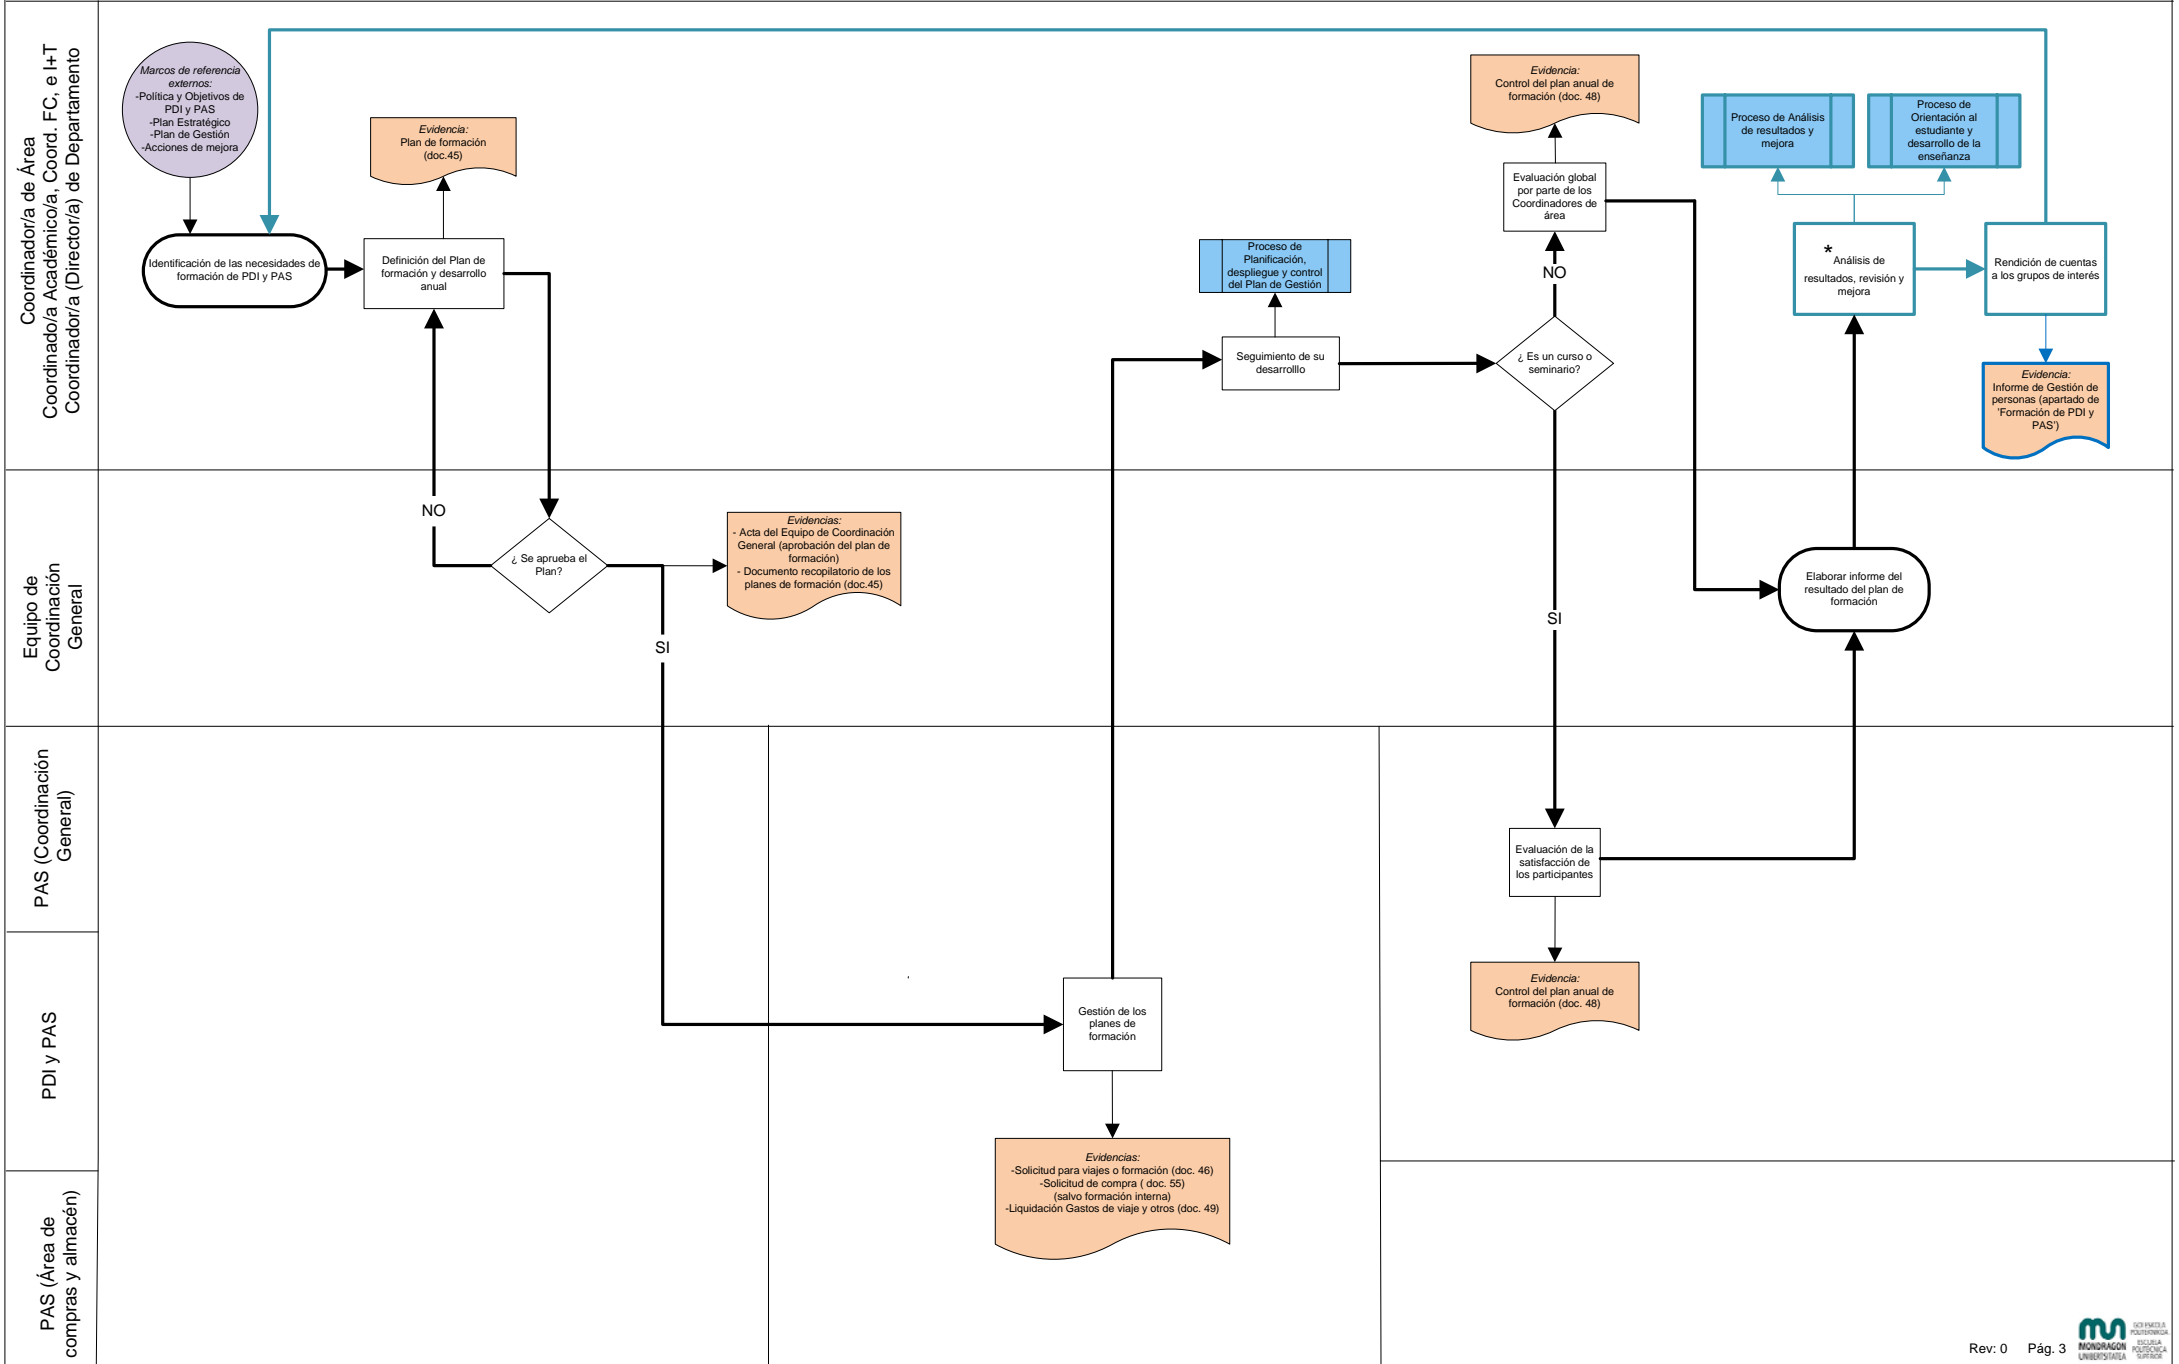 Coordinador/a de Área
Coordinado/a Académico/a, Coord. FC, e I+T
Coordinador/a (Director/a) de Departamento
Marcos de referencia
externos:
-Política y Objetivos de
PDI y PAS
-Plan Estratégico
-Plan de Gestión
-Acciones de mejora
Identificación de las necesidades de
formación de PDI y PAS
Evidencia:
Plan de formación
(doc.45)
Definición del Plan de
formación y desarrollo
anual
Proceso de
Planificación,
despliegue y control
del Plan de Gestión
Seguimiento de su
desarrolllo
Evidencia:
Control del plan anual de
formación (doc. 48)
Evaluación global
por parte de los
Coordinadores de
área
NO
¿ Es un curso o
seminario?
Proceso de Análisis
de resultados y
mejora
Proceso de
Orientación al
estudiante y
desarrollo de la
enseñanza
* Análisis de
resultados, revisión y
mejora
Rendición de cuentas
a los grupos de interés
Evidencia:
Informe de Gestión de
personas (apartado de
'Formación de PDI y
PAS')
Equipo de
Coordinación
General
NO
¿ Se aprueba el
Plan?
SI
Evidencias:
- Acta del Equipo de Coordinación
General (aprobación del plan de
formación)
- Documento recopilatorio de los
planes de formación (doc.45)
SI
Elaborar informe del
resultado del plan de
formación
PAS (Coordinación
General)
Evaluación de la
satisfacción de
los participantes
PDI y PAS
Gestión de los
planes de
formación
Evidencia:
Control del plan anual de
formación (doc. 48)
PAS (Área de
compras y almacén)
Evidencias:
-Solicitud para viajes o formación (doc. 46)
-Solicitud de compra ( doc. 55)
(salvo formación interna)
-Liquidación Gastos de viaje y otros (doc. 49)
Rev: 0 Pág. 3
MONDRAGON
UNIBERTSITATEA
GOI ESKOLA
POLITEKNIKOA
ESCUELA
POLITÉCNICA
SUPERIOR